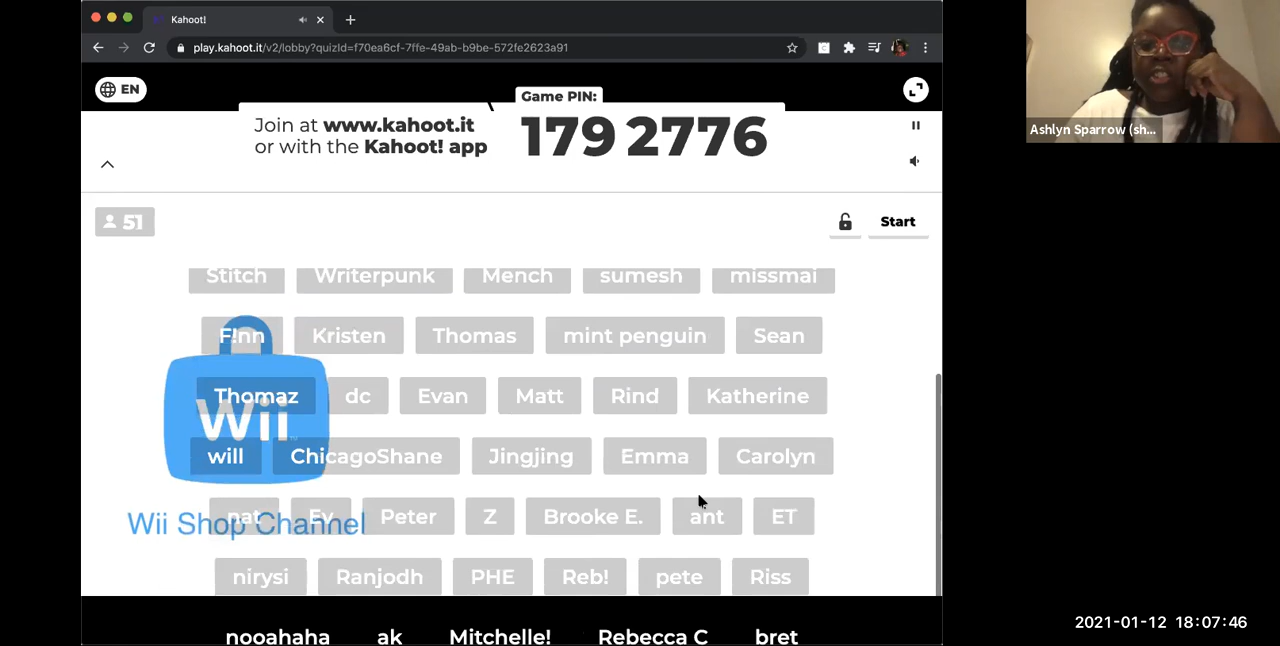 Kahoot!
play.kahoot.it/v2/lobby?quizId=f70ea6cf-7ffe-49ab-b9be-572fe2623a91
EN
Game PIN:
Join at www.kahoot.it
or with the Kahoot! app
179 2776
Ashlyn Sparrow (sh...
51
Start
Stitch Writerpunk Mench sumesh missmai
F!nn Kristen Thomas mint penguin Sean
Thomaz dc Evan Matt Rind Katherine
Wii
will ChicagoShane Jingjing Emma Carolyn
nat Ev Peter Z Brooke E. ant ET
Wii Shop Channel
nirysi Ranjodh PHE Reb! pete Riss
nooahaha ak Mitchelle! Rebecca C bret
2021-01-12 18:07:46